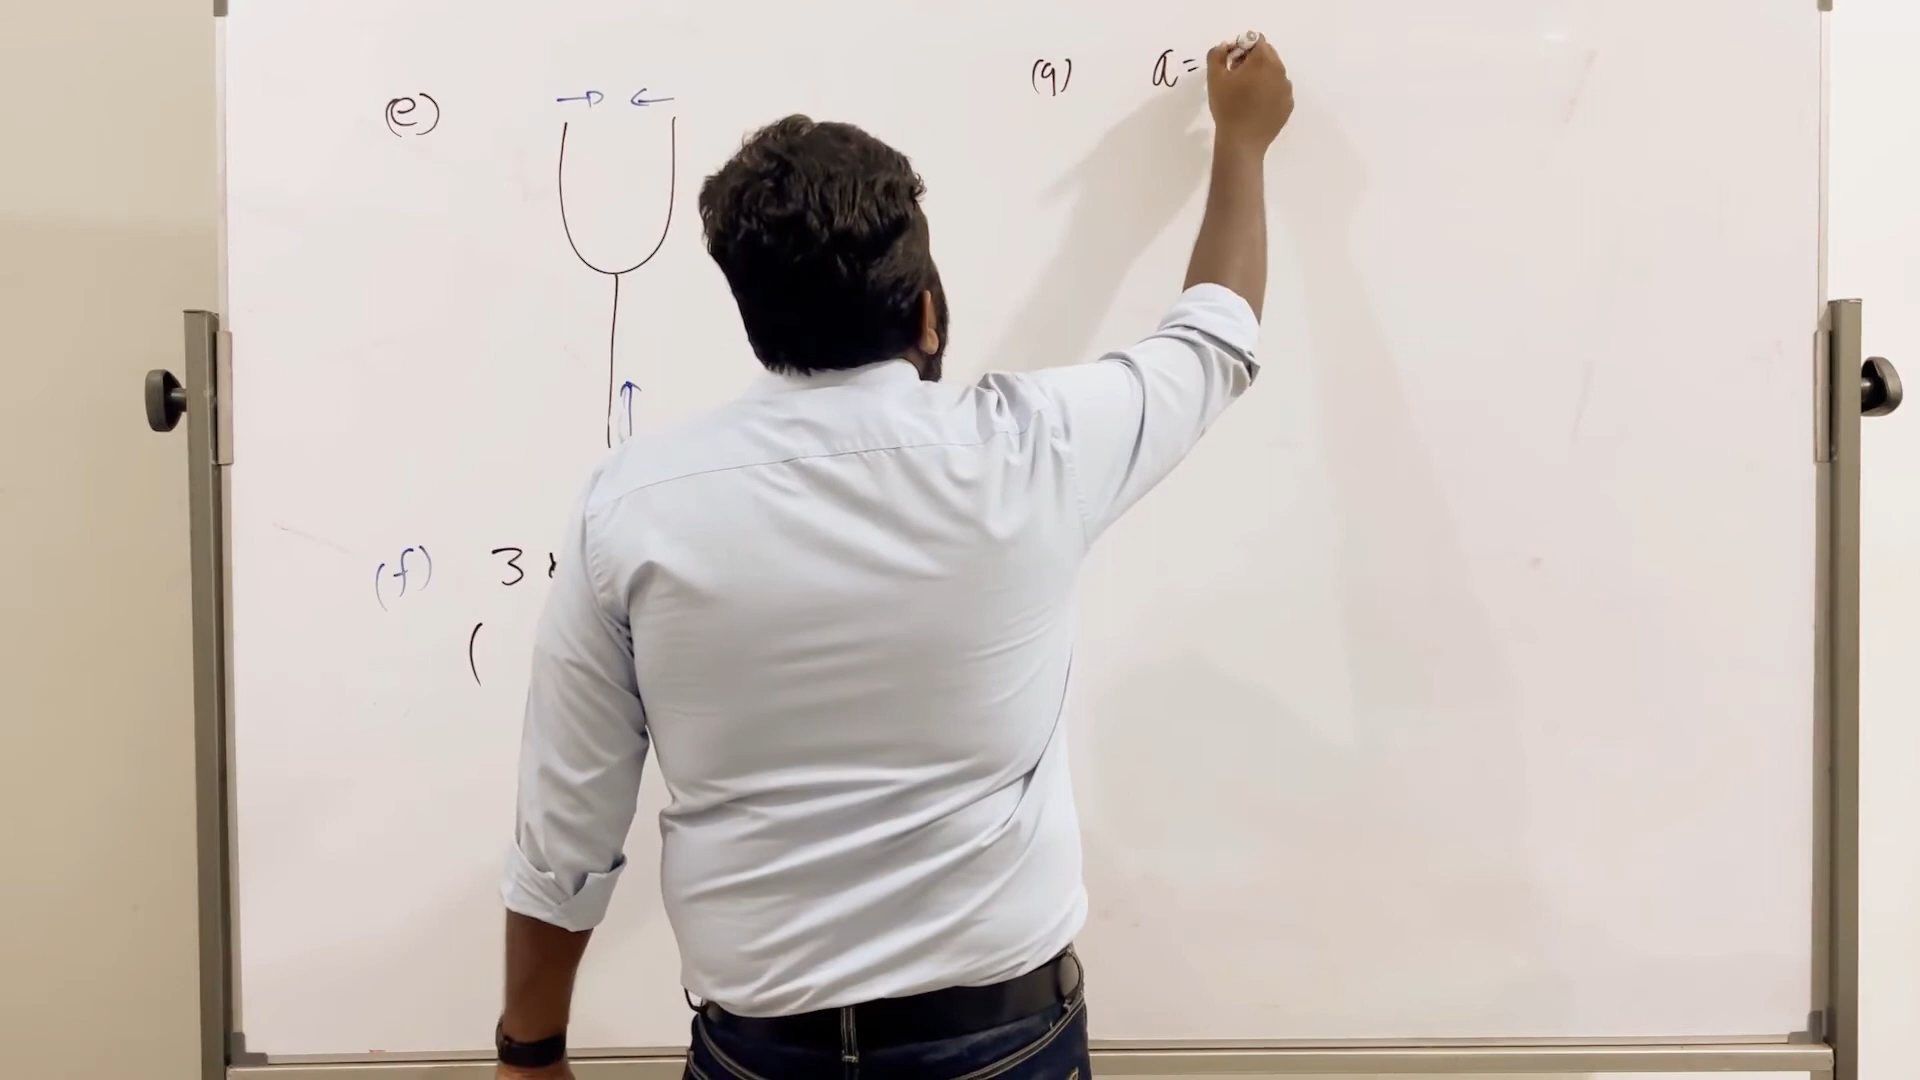 (e)
(f) 3
(
(g) a =